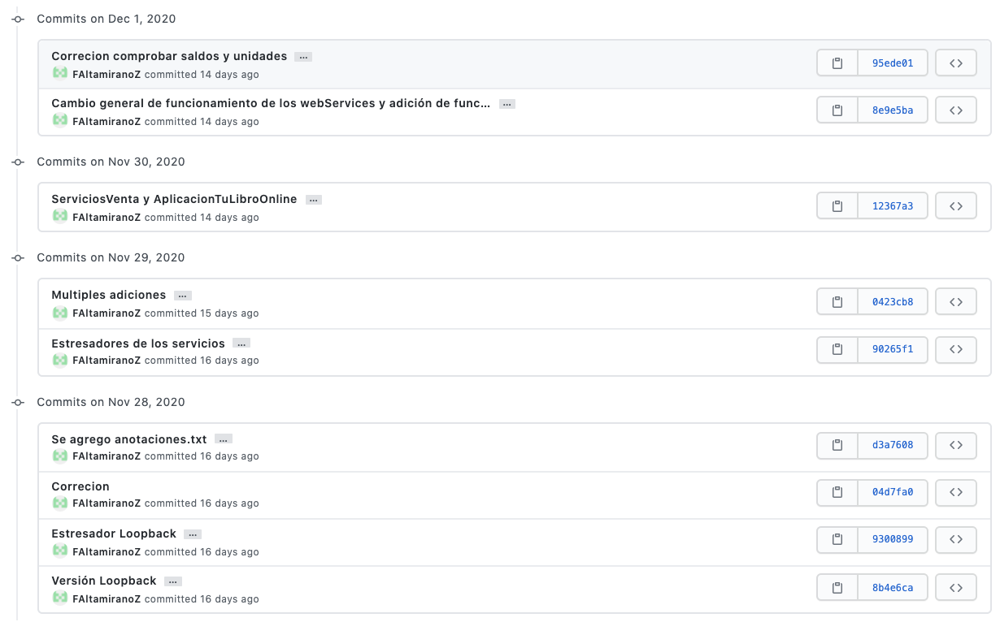 Commits on Dec 1, 2020
Correcion comprobar saldos y unidades ...
95ede01
FAltamiranoZ committed 14 days ago
Cambio general de funcionamiento de los webServices y adición de func... ...
8e9e5ba
FAltamiranoZ committed 14 days ago
Commits on Nov 30, 2020
ServiciosVenta y AplicacionTuLibroOnline ...
12367a3
FAltamiranoZ committed 14 days ago
Commits on Nov 29, 2020
Multiples adiciones ...
0423cb8
FAltamiranoZ committed 15 days ago
Estresadores de los servicios ...
90265f1
FAltamiranoZ committed 16 days ago
Commits on Nov 28, 2020
Se agrego anotaciones.txt ...
d3a7608
FAltamiranoZ committed 16 days ago
Correcion
04d7fa0
FAltamiranoZ committed 16 days ago
Estresador Loopback ...
9300899
FAltamiranoZ committed 16 days ago
Versión Loopback ...
8b4e6ca
FAltamiranoZ committed 16 days ago